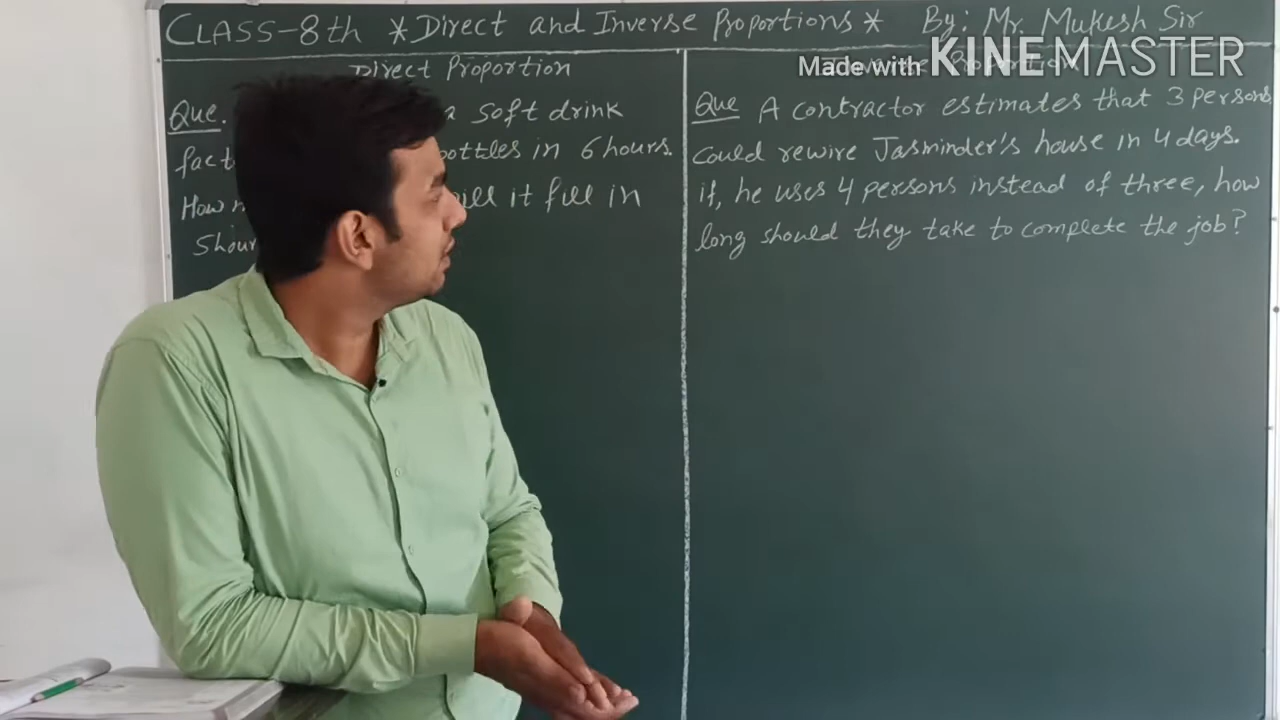 CLASS-8th *Direct and Inverse Proportions* By: Mr. Mukesh Sir
Made with KINEMASTER
Direct Proportion
Que. a soft drink
fact bottles in 6 hours.
How it fill in
5hour
Que A contractor estimates that 3 persons
could rewire Jasminder's house in 4 days.
if, he uses 4 persons instead of three, how
long should they take to complete the job?